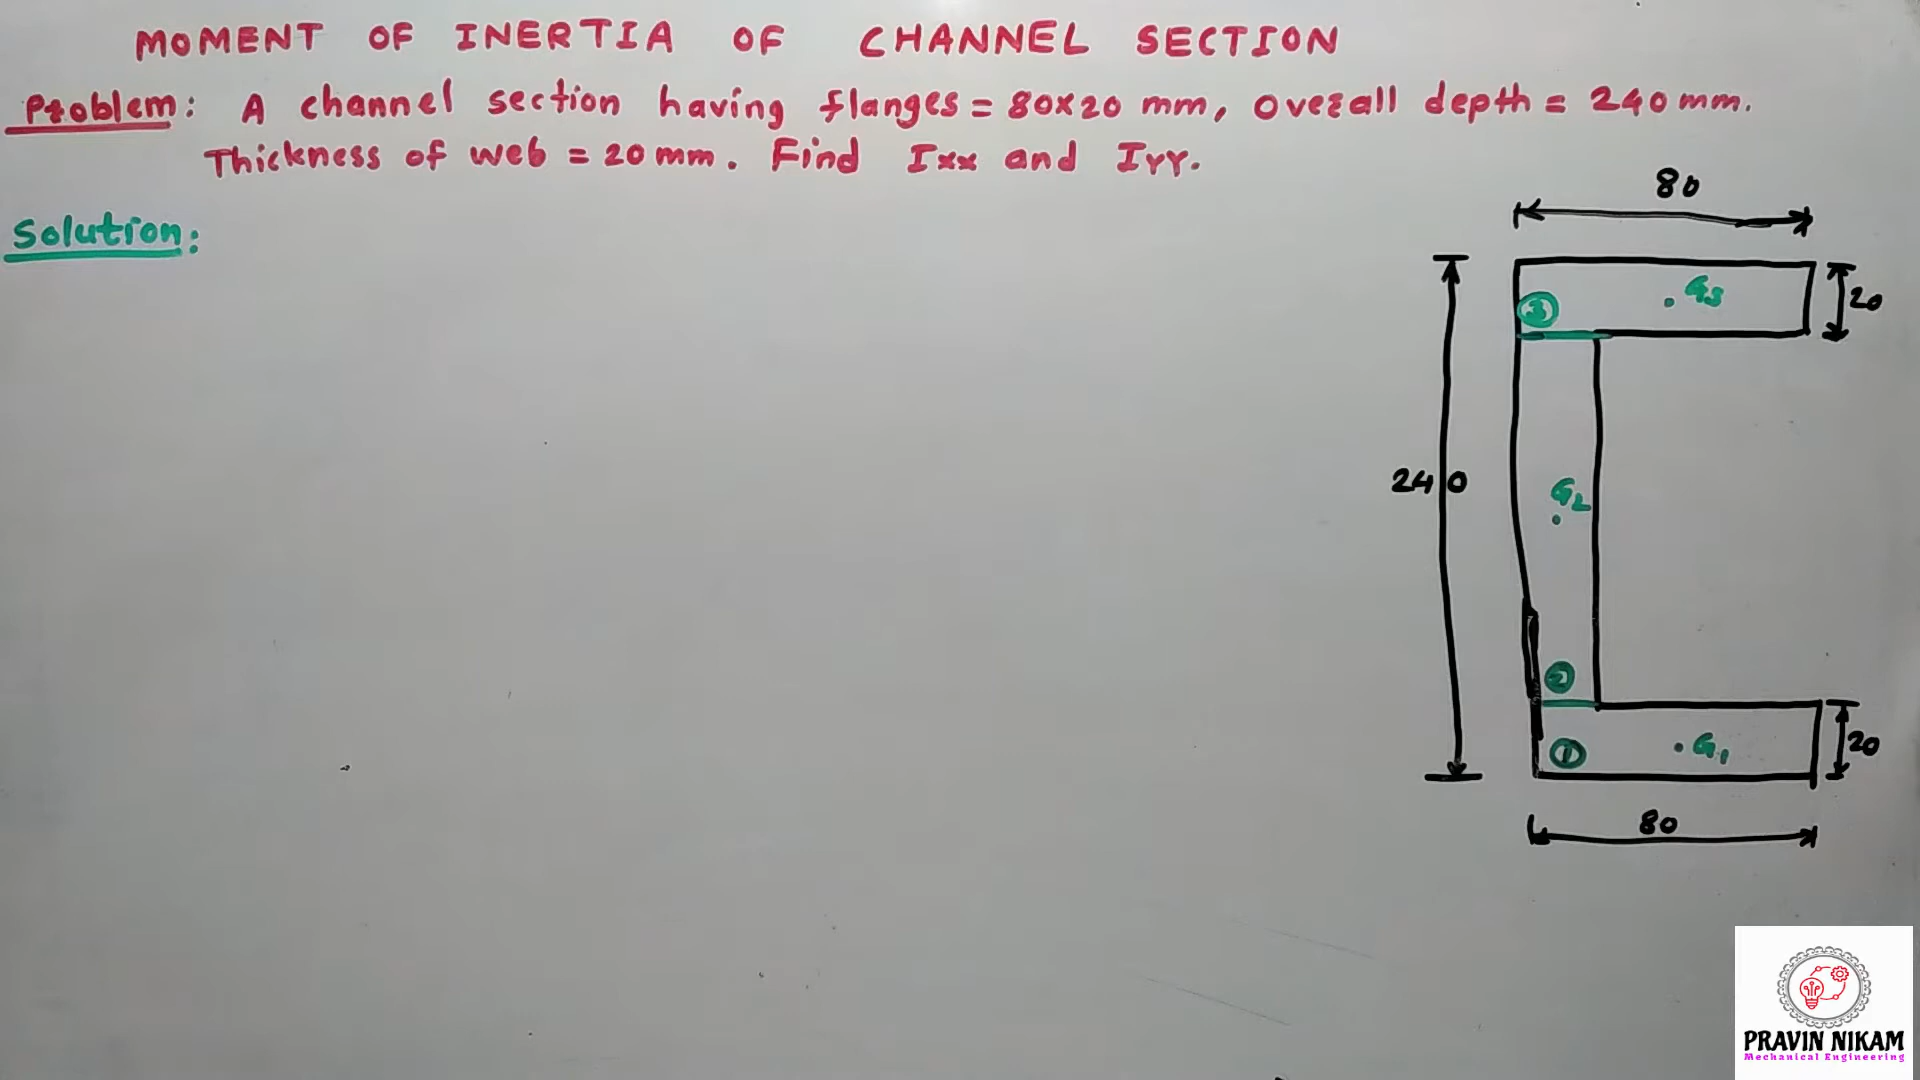 MOMENT OF INERTIA OF CHANNEL SECTION
Problem: A channel section having flanges = 80x20 mm, overall depth = 240 mm.
Thickness of web = 20 mm. Find Ixx and IYY.
Solution:
80
3
G3
20
240
G2
2
1
G1
20
80
PRAVIN NIKAM
Mechanical Engineering